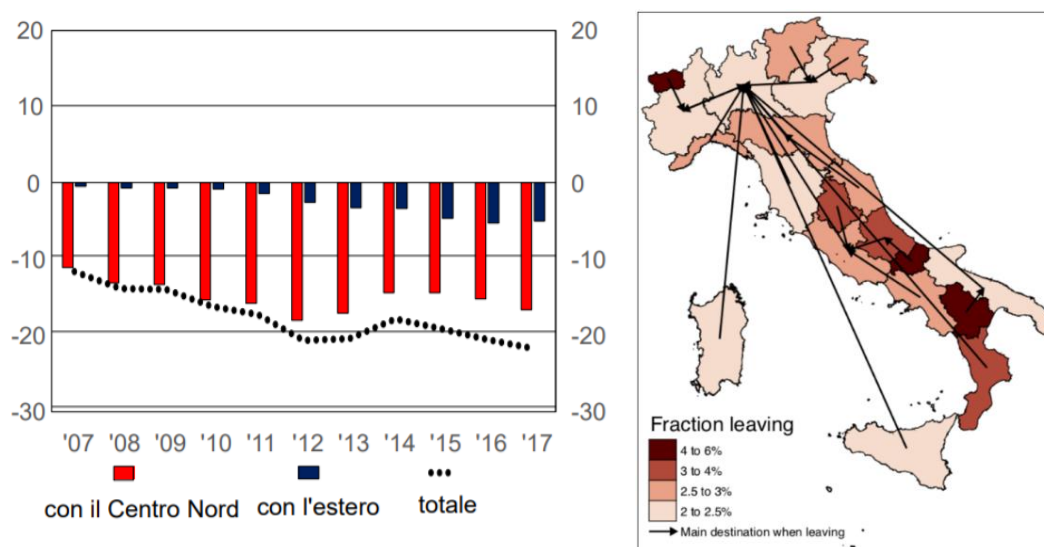 20
10
0
-10
-20
-30
20
10
0
-10
-20
-30
'07 '08 '09 '10 '11 '12 '13 '14 '15 '16 '17
con il Centro Nord con l'estero totale
Fraction leaving
4 to 6%
3 to 4%
2.5 to 3%
2 to 2.5%
Main destination when leaving